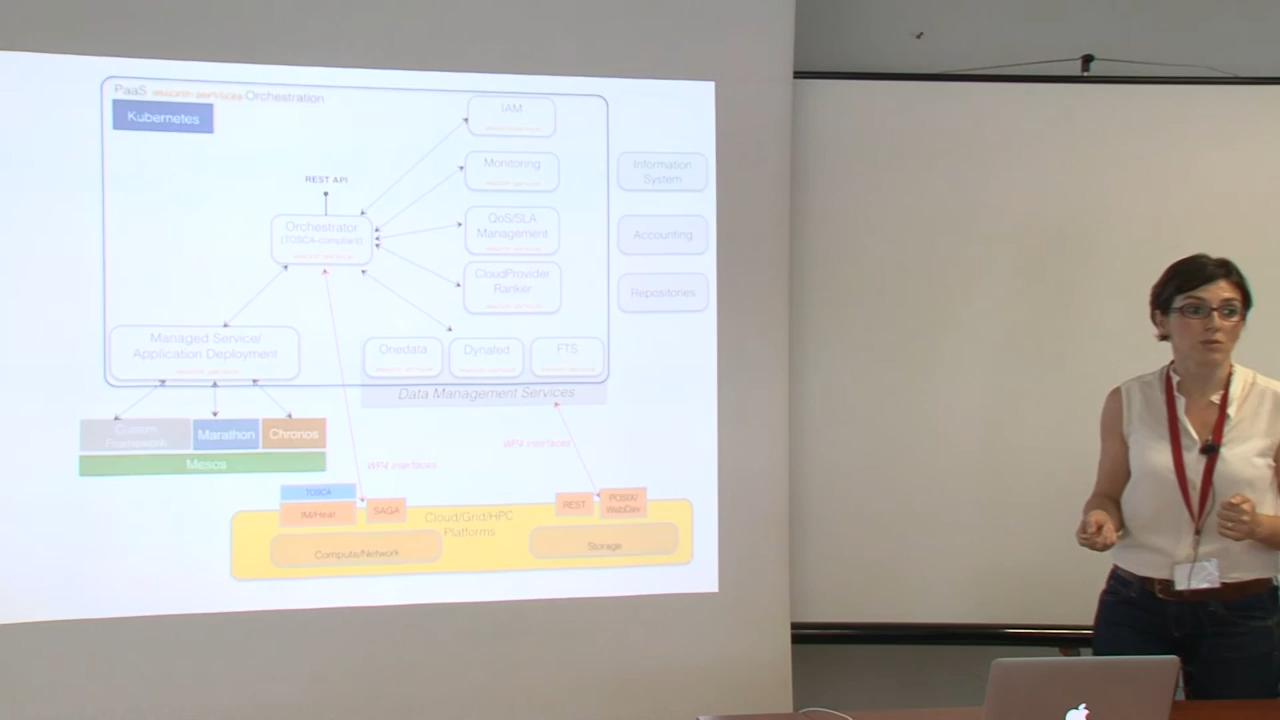 PaaS Orchestration
Kubernetes
REST API
Orchestrator
(TOSCA-compliant)
IAM
Monitoring
QoS/SLA
Management
CloudProvider
Ranker
Information
System
Accounting
Repositories
Managed Service/
Application Deployment
Onedata
Dynafed
FTS
Data Management Services
Custom
Framework
Marathon
Chronos
Mesos
WP4 interfaces
WP4 interfaces
TOSCA
IM/Heat
SAGA
Cloud/Grid/HPC
Platforms
REST
POSIX/
WebDav
Compute/Network
Storage